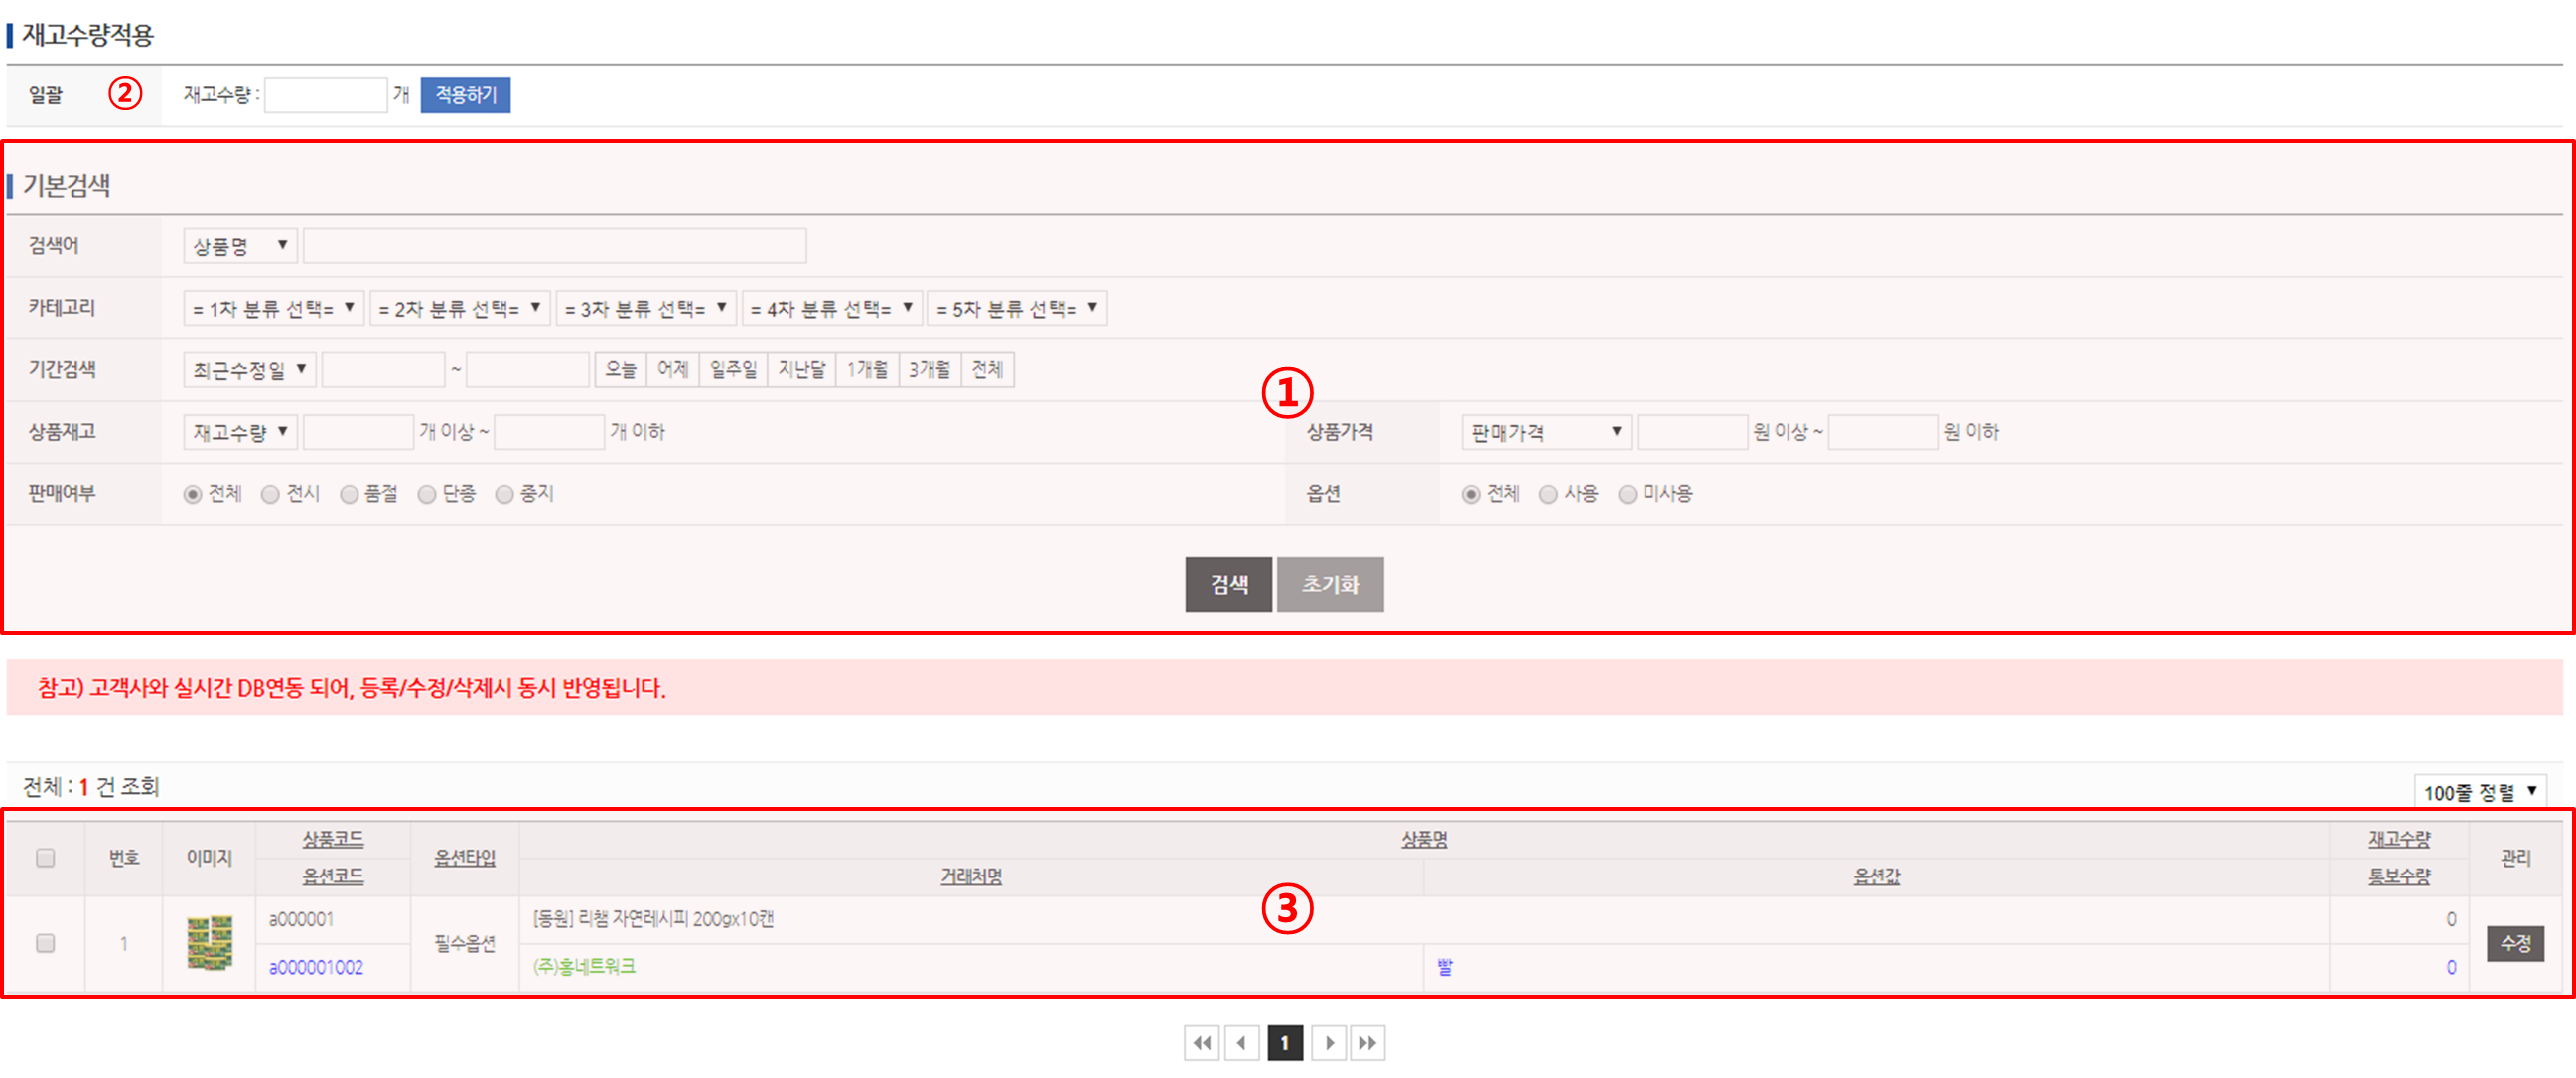 재고수량적용
일괄 ② 재고수량 : 개 적용하기
기본검색
검색어 상품명
카테고리 = 1차 분류 선택= = 2차 분류 선택= = 3차 분류 선택= = 4차 분류 선택= = 5차 분류 선택=
기간검색 최근수정일 ~ 오늘 어제 일주일 지난달 1개월 3개월 전체
①
상품재고 재고수량 개 이상 ~ 개 이하 상품가격 판매가격 원 이상 ~ 원 이하
판매여부 전체 전시 품절 단종 중지 옵션 전체 사용 미사용
검색 초기화
참고) 고객사와 실시간 DB연동 되어, 등록/수정/삭제시 동시 반영됩니다.
전체 : 1 건 조회 100줄 정렬
번호 이미지 상품코드 옵션타입 상품명 재고수량 관리
옵션코드 거래처명 옵션값 통보수량
③
1 a000001 필수옵션 [동원] 리챔 자연레시피 200gx10캔 0 수정
a000001002 (주)홍네트워크 빨 0
1